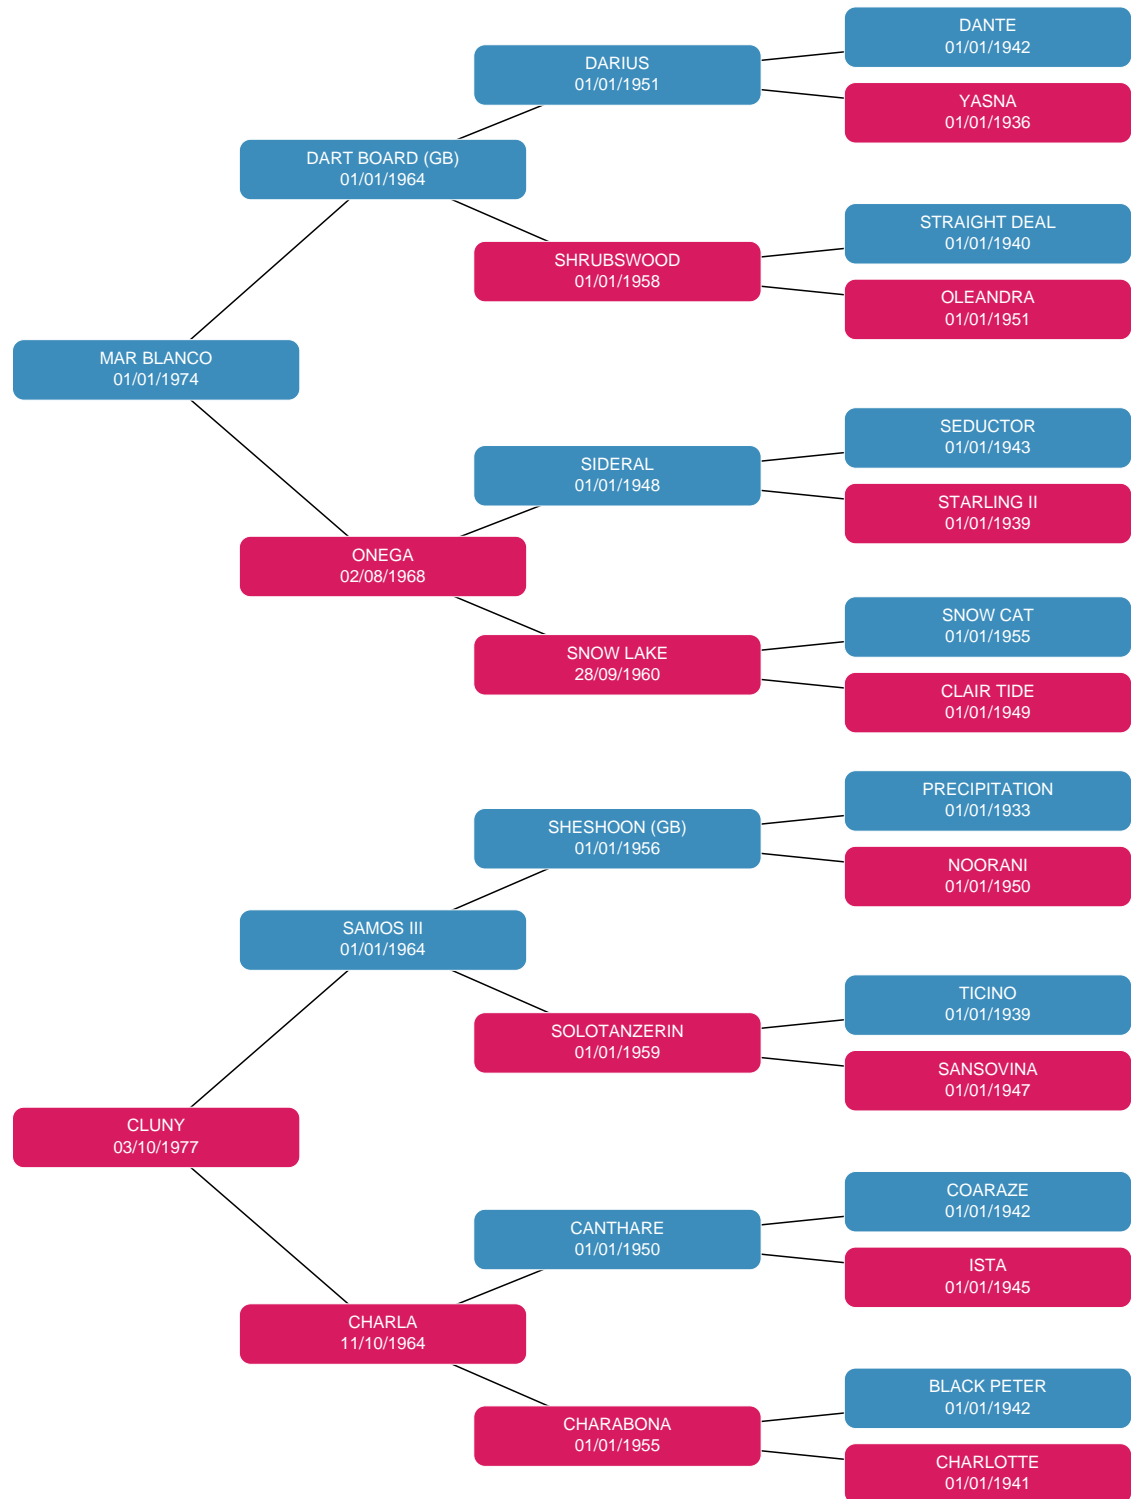 DANTE
01/01/1942
DARIUS
01/01/1951
YASNA
01/01/1936
DART BOARD (GB)
01/01/1964
STRAIGHT DEAL
01/01/1940
SHRUBSWOOD
01/01/1958
OLEANDRA
01/01/1951
MAR BLANCO
01/01/1974
SEDUCTOR
01/01/1943
SIDERAL
01/01/1948
STARLING II
01/01/1939
ONEGA
02/08/1968
SNOW CAT
01/01/1955
SNOW LAKE
28/09/1960
CLAIR TIDE
01/01/1949
PRECIPITATION
01/01/1933
SHESHOON (GB)
01/01/1956
NOORANI
01/01/1950
SAMOS III
01/01/1964
TICINO
01/01/1939
SOLOTANZERIN
01/01/1959
SANSOVINA
01/01/1947
CLUNY
03/10/1977
COARAZE
01/01/1942
CANTHARE
01/01/1950
ISTA
01/01/1945
CHARLA
11/10/1964
BLACK PETER
01/01/1942
CHARABONA
01/01/1955
CHARLOTTE
01/01/1941